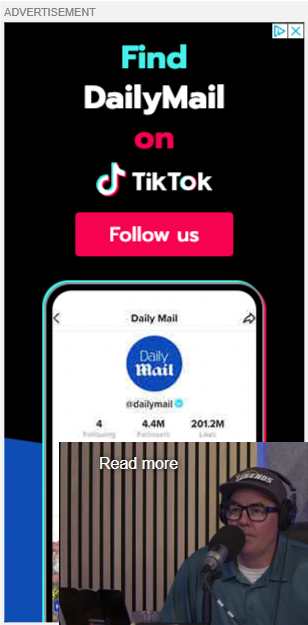 ADVERTISEMENT
Find
DailyMail
on
TikTok
Follow us
Daily Mail
Daily
Mail
@dailymail
4 4.4M 201.2M
Following Followers Likes
Read more